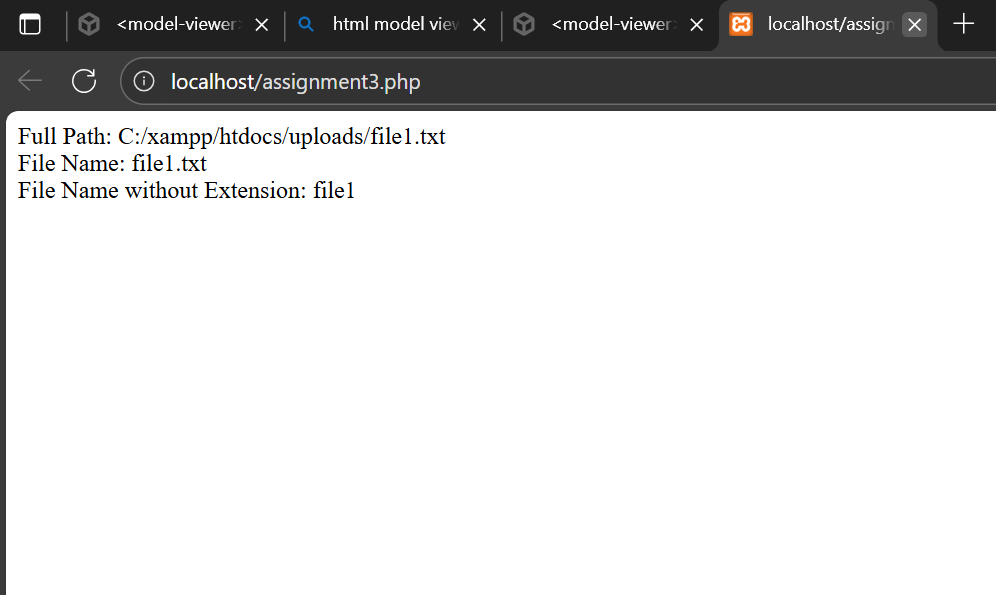 <model-viewer>
html model view
<model-viewer>
localhost/assign
localhost/assignment3.php
Full Path: C:/xampp/htdocs/uploads/file1.txt
File Name: file1.txt
File Name without Extension: file1